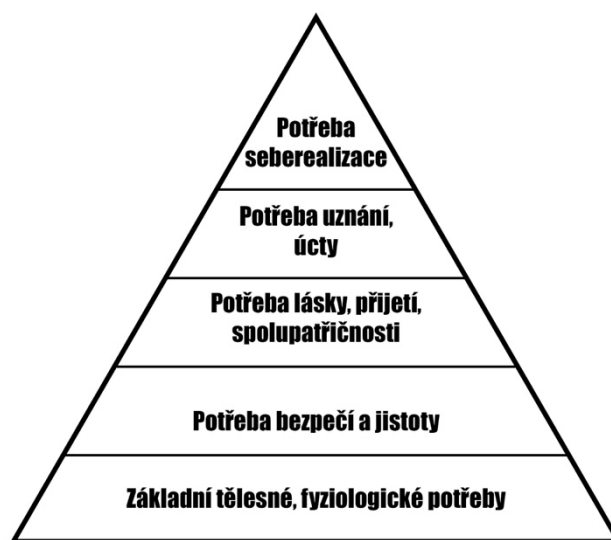 Potřeba
seberealizace
Potřeba uznání,
úcty
Potřeba lásky, přijetí,
spolupatřičnosti
Potřeba bezpečí a jistoty
Základní tělesné, fyziologické potřeby